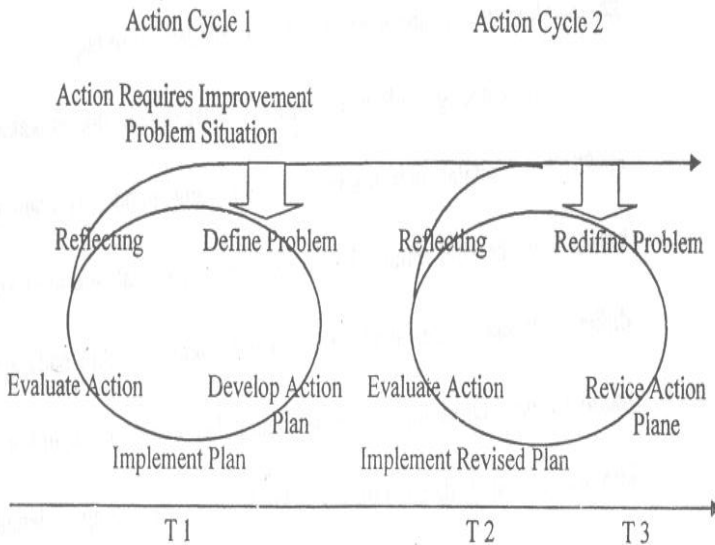 Action Cycle 1
Action Cycle 2
Action Requires Improvement
Problem Situation
Reflecting
Define Problem
Reflecting
Redifine Problem
Evaluate Action
Develop Action
Plan
Evaluate Action
Revice Action
Plane
Implement Plan
Implement Revised Plan
T 1
T 2
T 3